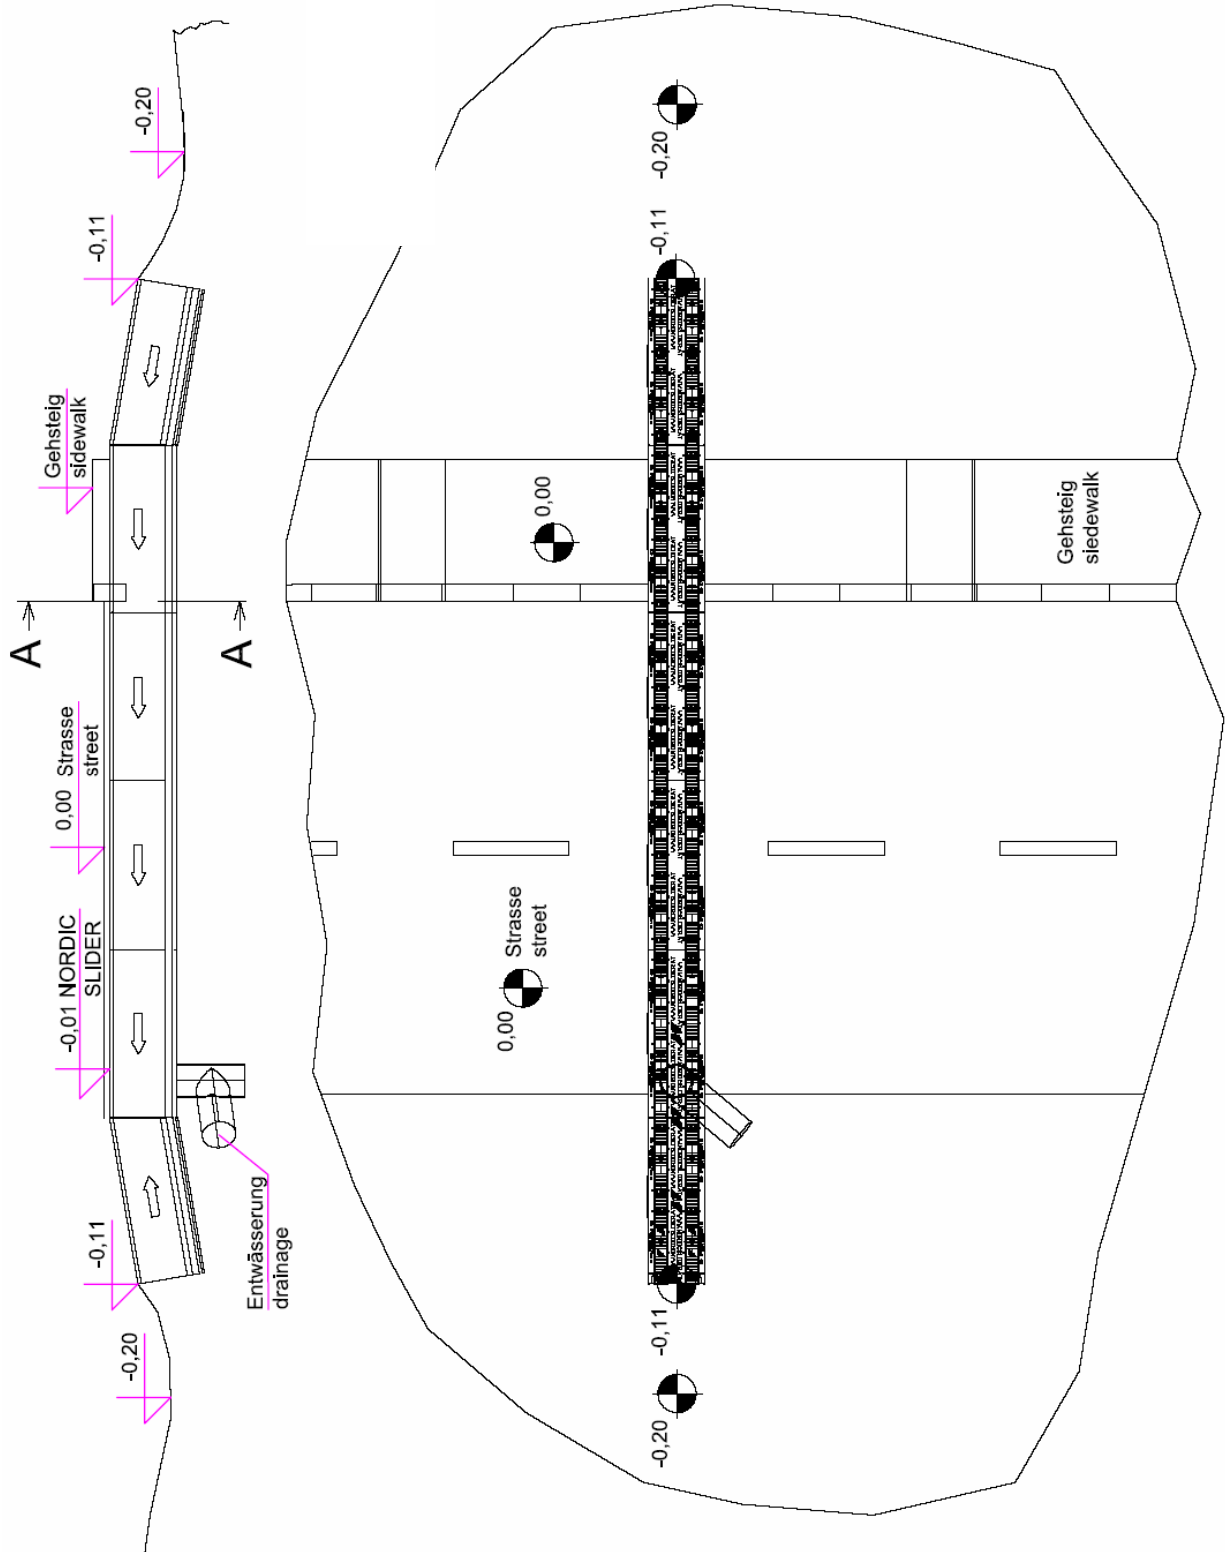 -0,20
-0,11
Gehsteig
sidewalk
A
A
0,00 Strasse
street
-0,01 NORDIC
SLIDER
-0,11
Entwässerung
drainage
-0,20
-0,20
-0,11
0,00
Gehsteig
siedewalk
Strasse
street
0,00
-0,11
-0,20